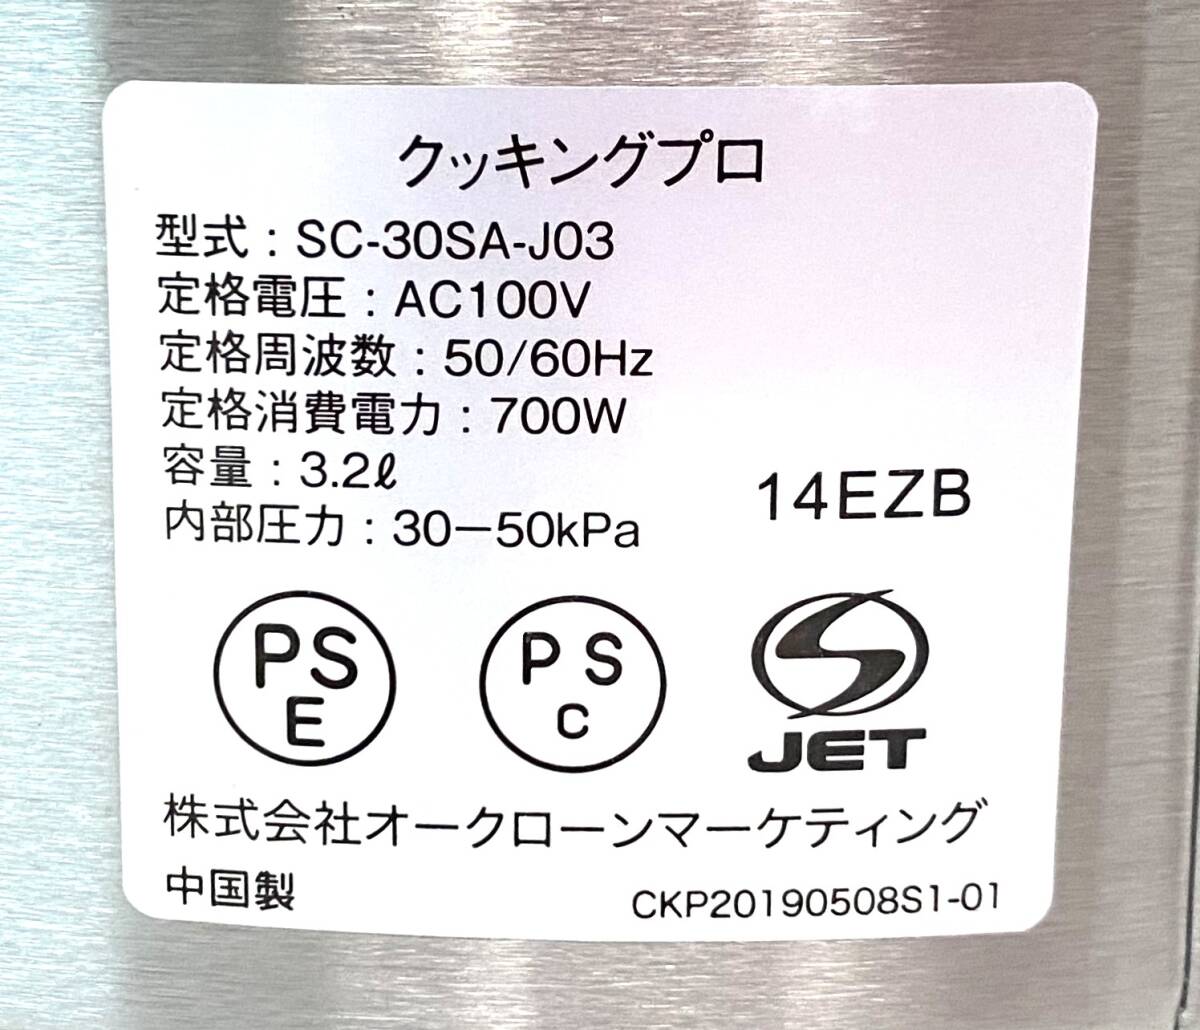 クッキングプロ
型式：SC-30SA-J03
定格電圧：AC100V
定格周波数：50/60Hz
定格消費電力：700W
容量：3.2ℓ
内部圧力：30－50kPa
14EZB
PS
E
PS
C
JET
株式会社オークローンマーケティング
中国製
CKP20190508S1-01